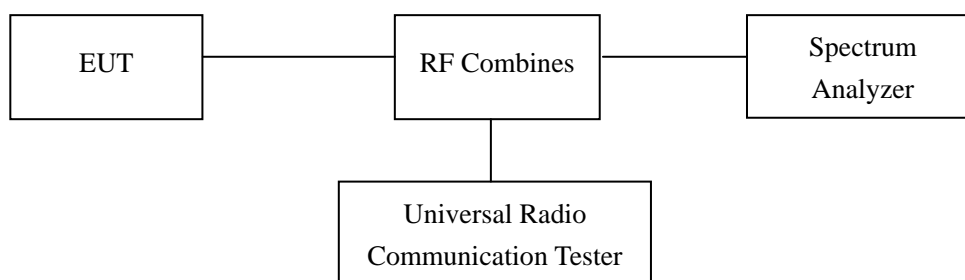 EUT
RF Combines
Spectrum
Analyzer
Universal Radio
Communication Tester